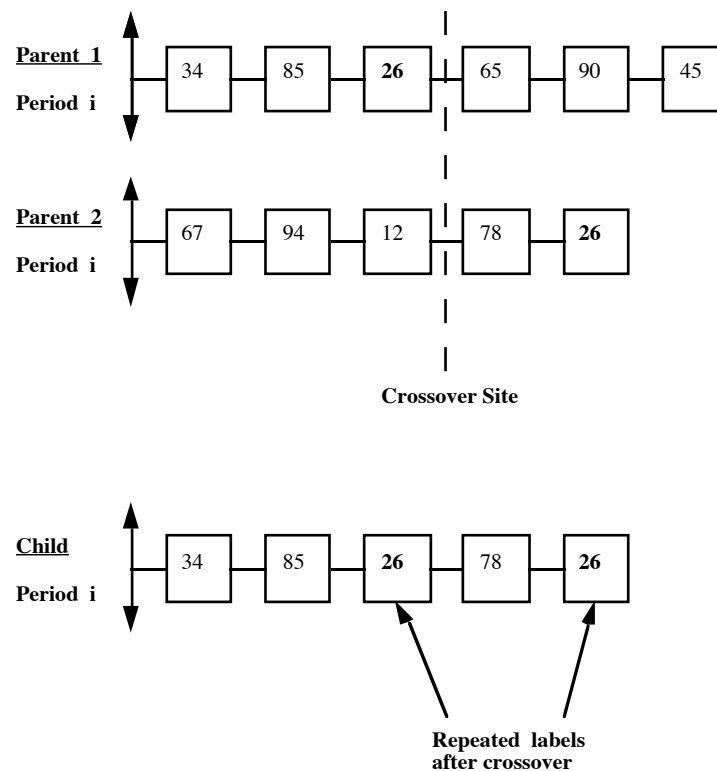 Parent 1
Period i
34 85 26 65 90 45
Parent 2
Period i
67 94 12 78 26
Crossover Site
Child
Period i
34 85 26 78 26
Repeated labels
after crossover